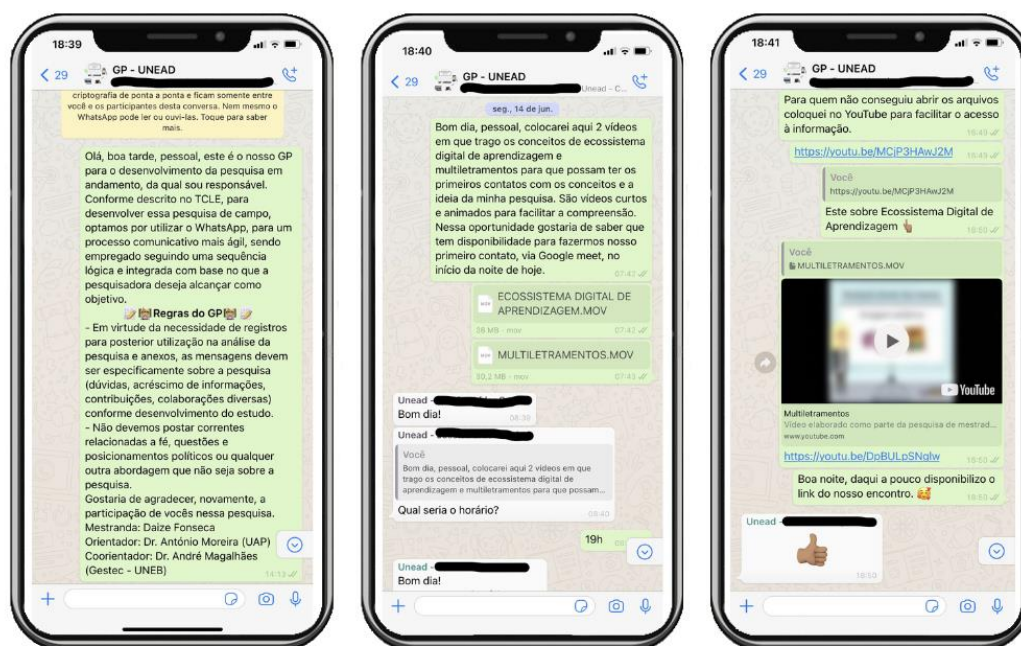 18:39
29
GP - UNEAD
criptografia de ponta a ponta e ficam somente entre
você e os participantes desta conversa. Nem mesmo o
WhatsApp pode ler ou ouvi-las. Toque para saber
mais.
Olá, boa tarde, pessoal, este é o nosso GP
para o desenvolvimento da pesquisa em
andamento, da qual sou responsável.
Conforme descrito no TCLE, para
desenvolver essa pesquisa de campo,
optamos por utilizar o WhatsApp, para um
processo comunicativo mais ágil, sendo
empregado seguindo uma sequência
lógica e integrada com base no que a
pesquisadora deseja alcançar como
objetivo.
Regras do GP
- Em virtude da necessidade de registros
para posterior utilização na análise da
pesquisa e anexos, as mensagens devem
ser especificamente sobre a pesquisa
(dúvidas, acréscimo de informações,
contribuições, colaborações diversas)
conforme desenvolvimento do estudo.
- Não devemos postar correntes
relacionadas a fé, questões e
posicionamentos políticos ou qualquer
outra abordagem que não seja sobre a
pesquisa.
Gostaria de agradecer, novamente, a
participação de vocês nessa pesquisa.
Mestranda: Daize Fonseca
Orientador: Dr. António Moreira (UAP)
Coorientador: Dr. André Magalhães
(Gestec - UNEB)
14:13
18:40
29
GP - UNEAD
Unead - C...
seg., 14 de jun.
Bom dia, pessoal, colocarei aqui 2 vídeos
em que trago os conceitos de ecossistema
digital de aprendizagem e
multiletramentos para que possam ter os
primeiros contatos com os conceitos e a
ideia da minha pesquisa. São vídeos curtos
e animados para facilitar a compreensão.
Nessa oportunidade gostaria de saber que
tem disponibilidade para fazermos nosso
primeiro contato, via Google meet, no
início da noite de hoje.
07:42
ECOSSISTEMA DIGITAL DE
APRENDIZAGEM.MOV
38 MB - mov
07:42
MULTILETRAMENTOS.MOV
30,2 MB - mov
07:43
Unead -
Bom dia!
08:39
Unead -
Você
Bom dia, pessoal, colocarei aqui 2 vídeos em que
trago os conceitos de ecossistema digital de
aprendizagem e multiletramentos para que possam...
Qual seria o horário?
08:40
19h
Unead -
Bom dia!
18:41
29
GP - UNEAD
Para quem não conseguiu abrir os arquivos
coloquei no YouTube para facilitar o acesso
à informação.
16:49
https://youtu.be/MCjP3HAwJ2M
16:49
Você
https://youtu.be/MCjP3HAwJ2M
Este sobre Ecossistema Digital de
Aprendizagem
16:50
Você
MULTILETRAMENTOS.MOV
YouTube
Multiletramentos
Vídeo elaborado como parte da pesquisa de mestrad...
www.youtube.com
https://youtu.be/DpBULpSNqlw
16:50
Boa noite, daqui a pouco disponibilizo o
link do nosso encontro.
18:50
Unead -
18:50